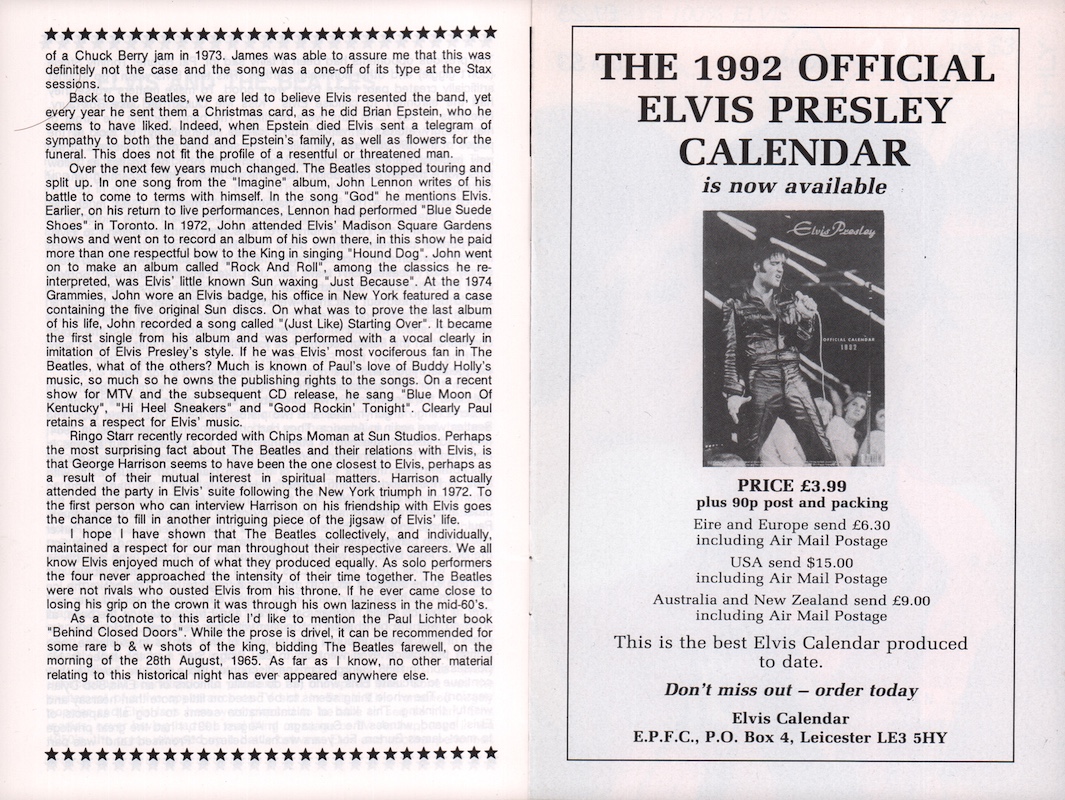 of a Chuck Berry jam in 1973. James was able to assure me that this was
definitely not the case and the song was a one-off of its type at the Stax
sessions.
Back to the Beatles, we are led to believe Elvis resented the band, yet
every year he sent them a Christmas card, as he did Brian Epstein, who he
seems to have liked. Indeed, when Epstein died Elvis sent a telegram of
sympathy to both the band and Epstein's family, as well as flowers for the
funeral. This does not fit the profile of a resentful or threatened man.
Over the next few years much changed. The Beatles stopped touring and
split up. In one song from the "Imagine" album, John Lennon writes of his
battle to come to terms with himself. In the song "God" he mentions Elvis.
Earlier, on his return to live performances, Lennon had performed "Blue Suede
Shoes" in Toronto. In 1972, John attended Elvis' Madison Square Gardens
shows and went on to record an album of his own there, in this show he paid
more than one respectful bow to the King in singing "Hound Dog". John went
on to make an album called "Rock And Roll", among the classics he re-
interpreted, was Elvis' little known Sun waxing "Just Because". At the 1974
Grammies, John wore an Elvis badge, his office in New York featured a case
containing the five original Sun discs. On what was to prove the last album
of his life, John recorded a song called "(Just Like) Starting Over". It became
the first single from his album and was performed with a vocal clearly in
imitation of Elvis Presley's style. If he was Elvis' most vociferous fan in The
Beatles, what of the others? Much is known of Paul's love of Buddy Holly's
music, so much so he owns the publishing rights to the songs. On a recent
show for MTV and the subsequent CD release, he sang "Blue Moon Of
Kentucky", "Hi Heel Sneakers" and "Good Rockin' Tonight". Clearly Paul
retains a respect for Elvis' music.
Ringo Starr recently recorded with Chips Moman at Sun Studios. Perhaps
the most surprising fact about The Beatles and their relations with Elvis, is
that George Harrison seems to have been the one closest to Elvis, perhaps as
a result of their mutual interest in spiritual matters. Harrison actually
attended the party in Elvis' suite following the New York triumph in 1972. To
the first person who can interview Harrison on his friendship with Elvis goes
the chance to fill in another intriguing piece of the jigsaw of Elvis' life.
I hope I have shown that The Beatles collectively, and individually,
maintained a respect for our man throughout their respective careers. We all
know Elvis enjoyed much of what they produced equally. As solo performers
the four never approached the intensity of their time together. The Beatles
were not rivals who ousted Elvis from his throne. If he ever came close to
losing his grip on the crown it was through his own laziness in the mid-60's.
As a footnote to this article I'd like to mention the Paul Lichter book
"Behind Closed Doors". While the prose is drivel, it can be recommended for
some rare b & w shots of the king, bidding The Beatles farewell, on the
morning of the 28th August, 1965. As far as I know, no other material
relating to this historical night has ever appeared anywhere else.
THE 1992 OFFICIAL
ELVIS PRESLEY
CALENDAR
is now available
Elvis Presley
OFFICIAL CALENDAR
1992
PRICE £3.99
plus 90p post and packing
Eire and Europe send £6.30
including Air Mail Postage
USA send $15.00
including Air Mail Postage
Australia and New Zealand send £9.00
including Air Mail Postage
This is the best Elvis Calendar produced
to date.
Don't miss out – order today
Elvis Calendar
E.P.F.C., P.O. Box 4, Leicester LE3 5HY